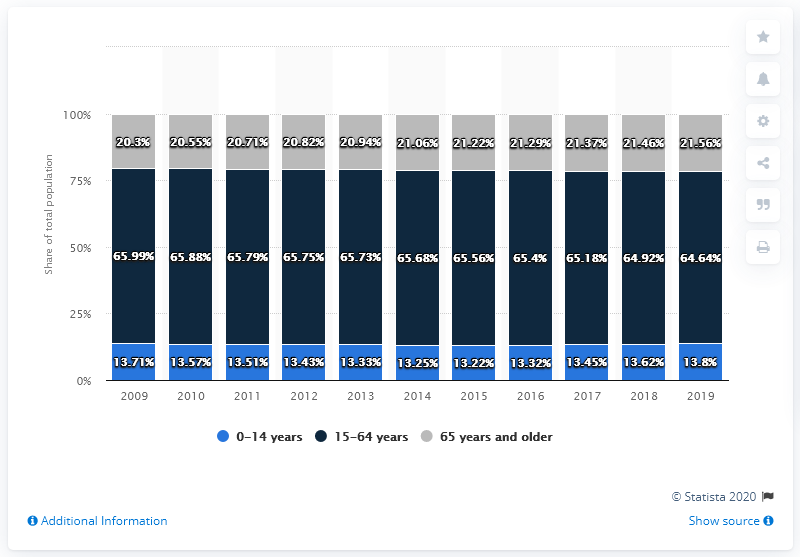 100%
75%
50%
25%
0%
Share of total population
20.3% 20.55% 20.71% 20.82% 20.94% 21.06% 21.22% 21.29% 21.37% 21.46% 21.56%
65.99% 65.88% 65.79% 65.75% 65.73% 65.68% 65.56% 65.4% 65.18% 64.92% 64.64%
13.71% 13.57% 13.51% 13.43% 13.33% 13.25% 13.22% 13.32% 13.45% 13.62% 13.8%
2009 2010 2011 2012 2013 2014 2015 2016 2017 2018 2019
0-14 years 15-64 years 65 years and older
© Statista 2020
Additional Information Show source